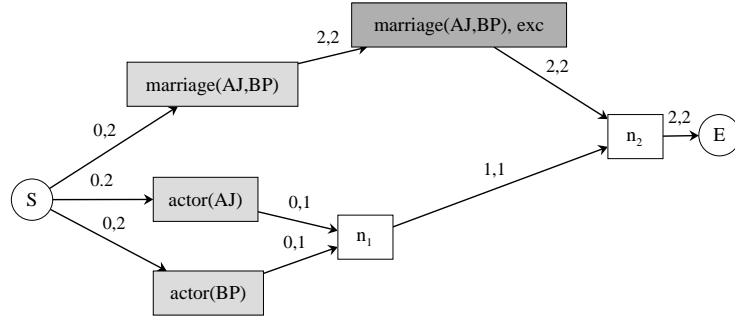 marriage(AJ,BP), exc
2,2
marriage(AJ,BP)
2,2
0,2
n2
2,2
E
1,1
S
0.2
actor(AJ)
0,1
0,2
n1
0,1
actor(BP)